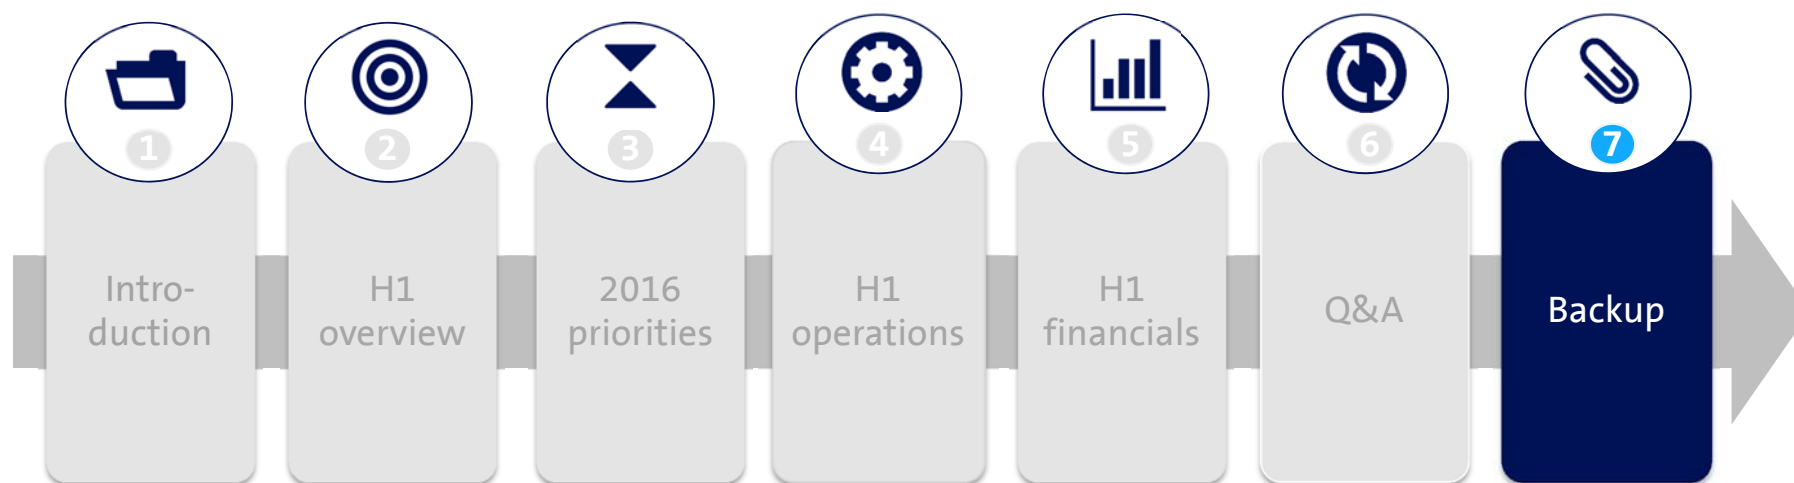 1
2
3
4
5
6
7
Intro-
duction
H1
overview
2016
priorities
H1
operations
H1
financials
Q&A
Backup